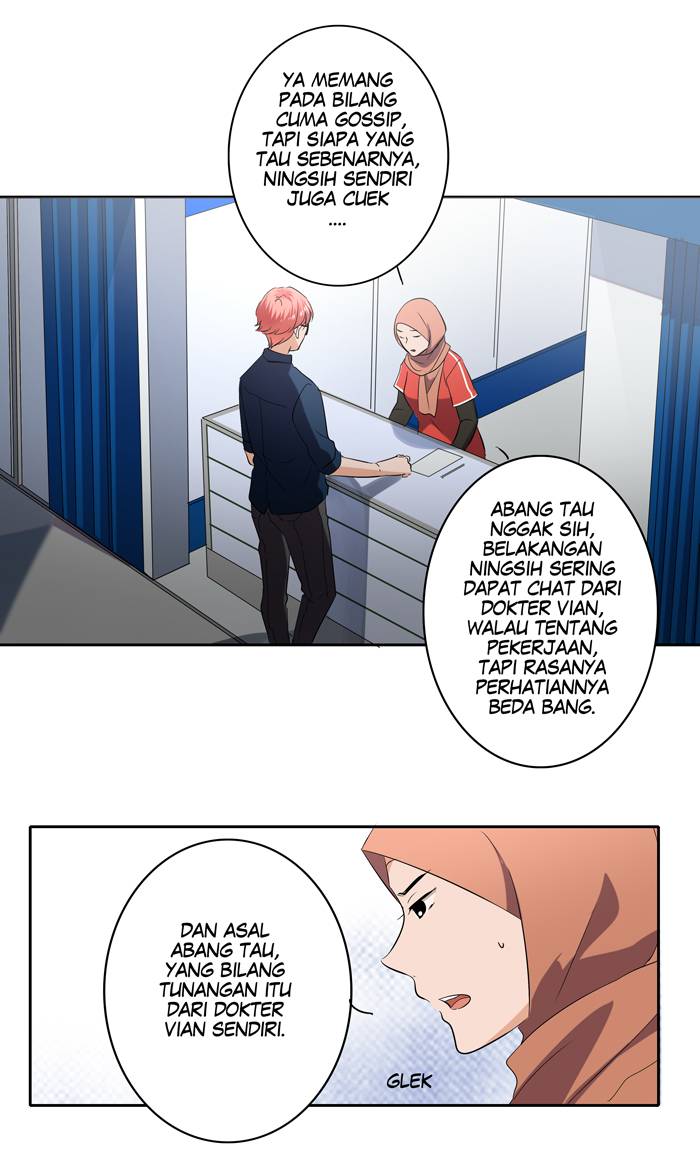 YA MEMANG
PADA BILANG
CUMA GOSSIP,
TAPI SIAPA YANG
TAU SEBENARNYA,
NINGSIH SENDIRI
JUGA CUEK
....
ABANG TAU
NGGAK SIH,
BELAKANGAN
NINGSIH SERING
DAPAT CHAT DARI
DOKTER VIAN,
WALAU TENTANG
PEKERJAAN,
TAPI RASANYA
PERHATIANNYA
BEDA BANG.
DAN ASAL
ABANG TAU,
YANG BILANG
TUNANGAN ITU
DARI DOKTER
VIAN SENDIRI.
GLEK